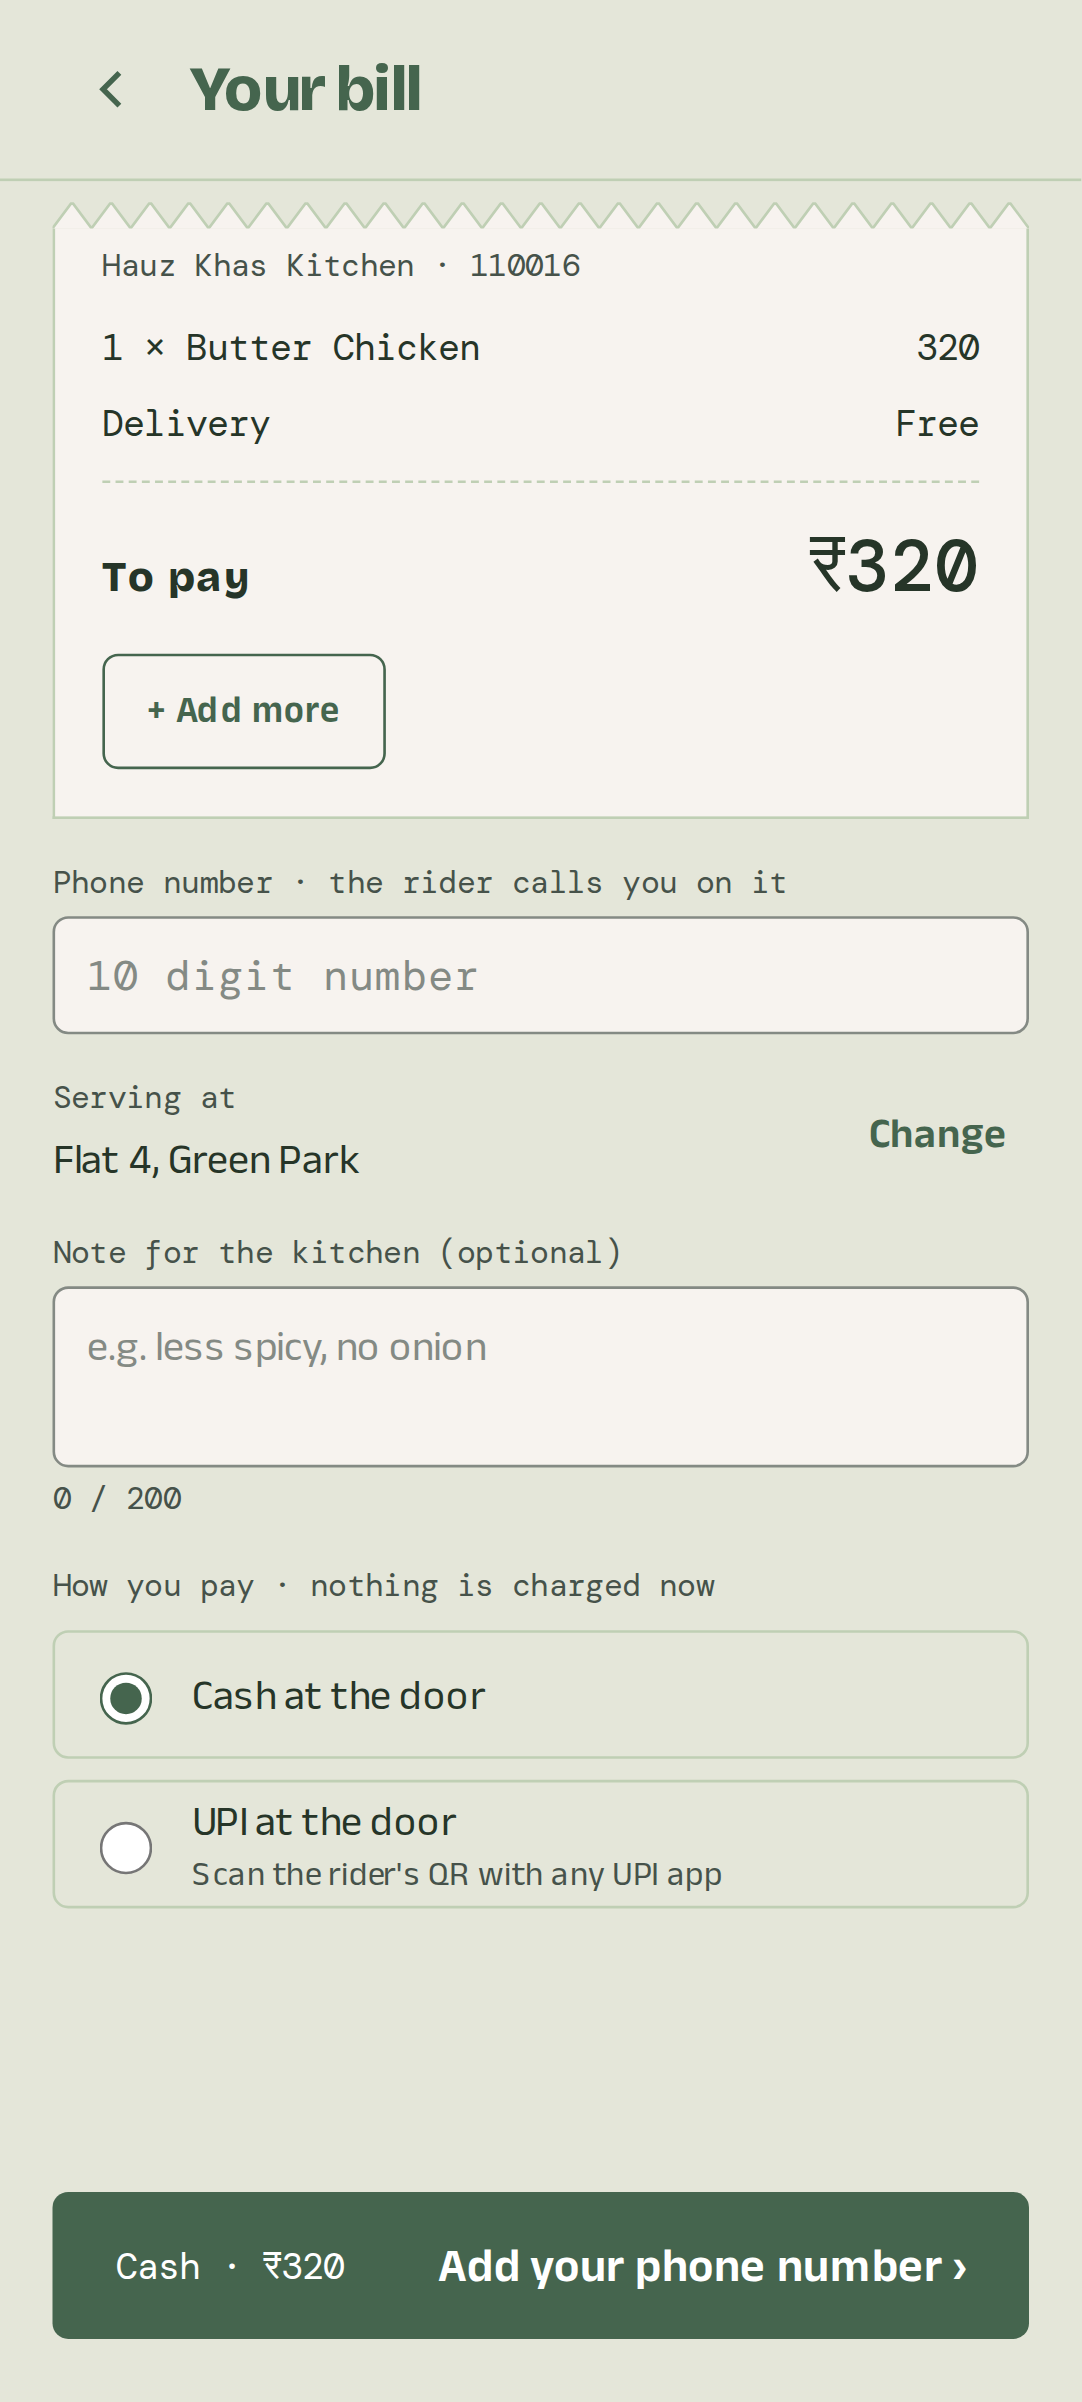 Your bill
Hauz Khas Kitchen · 110016
1 × Butter Chicken 320
Delivery Free
To pay ₹320
+ Add more
Phone number · the rider calls you on it
10 digit number
Serving at
Flat 4, Green Park
Change
Note for the kitchen (optional)
e.g. less spicy, no onion
0 / 200
How you pay · nothing is charged now
Cash at the door
UPI at the door
Scan the rider's QR with any UPI app
Cash · ₹320 Add your phone number ›